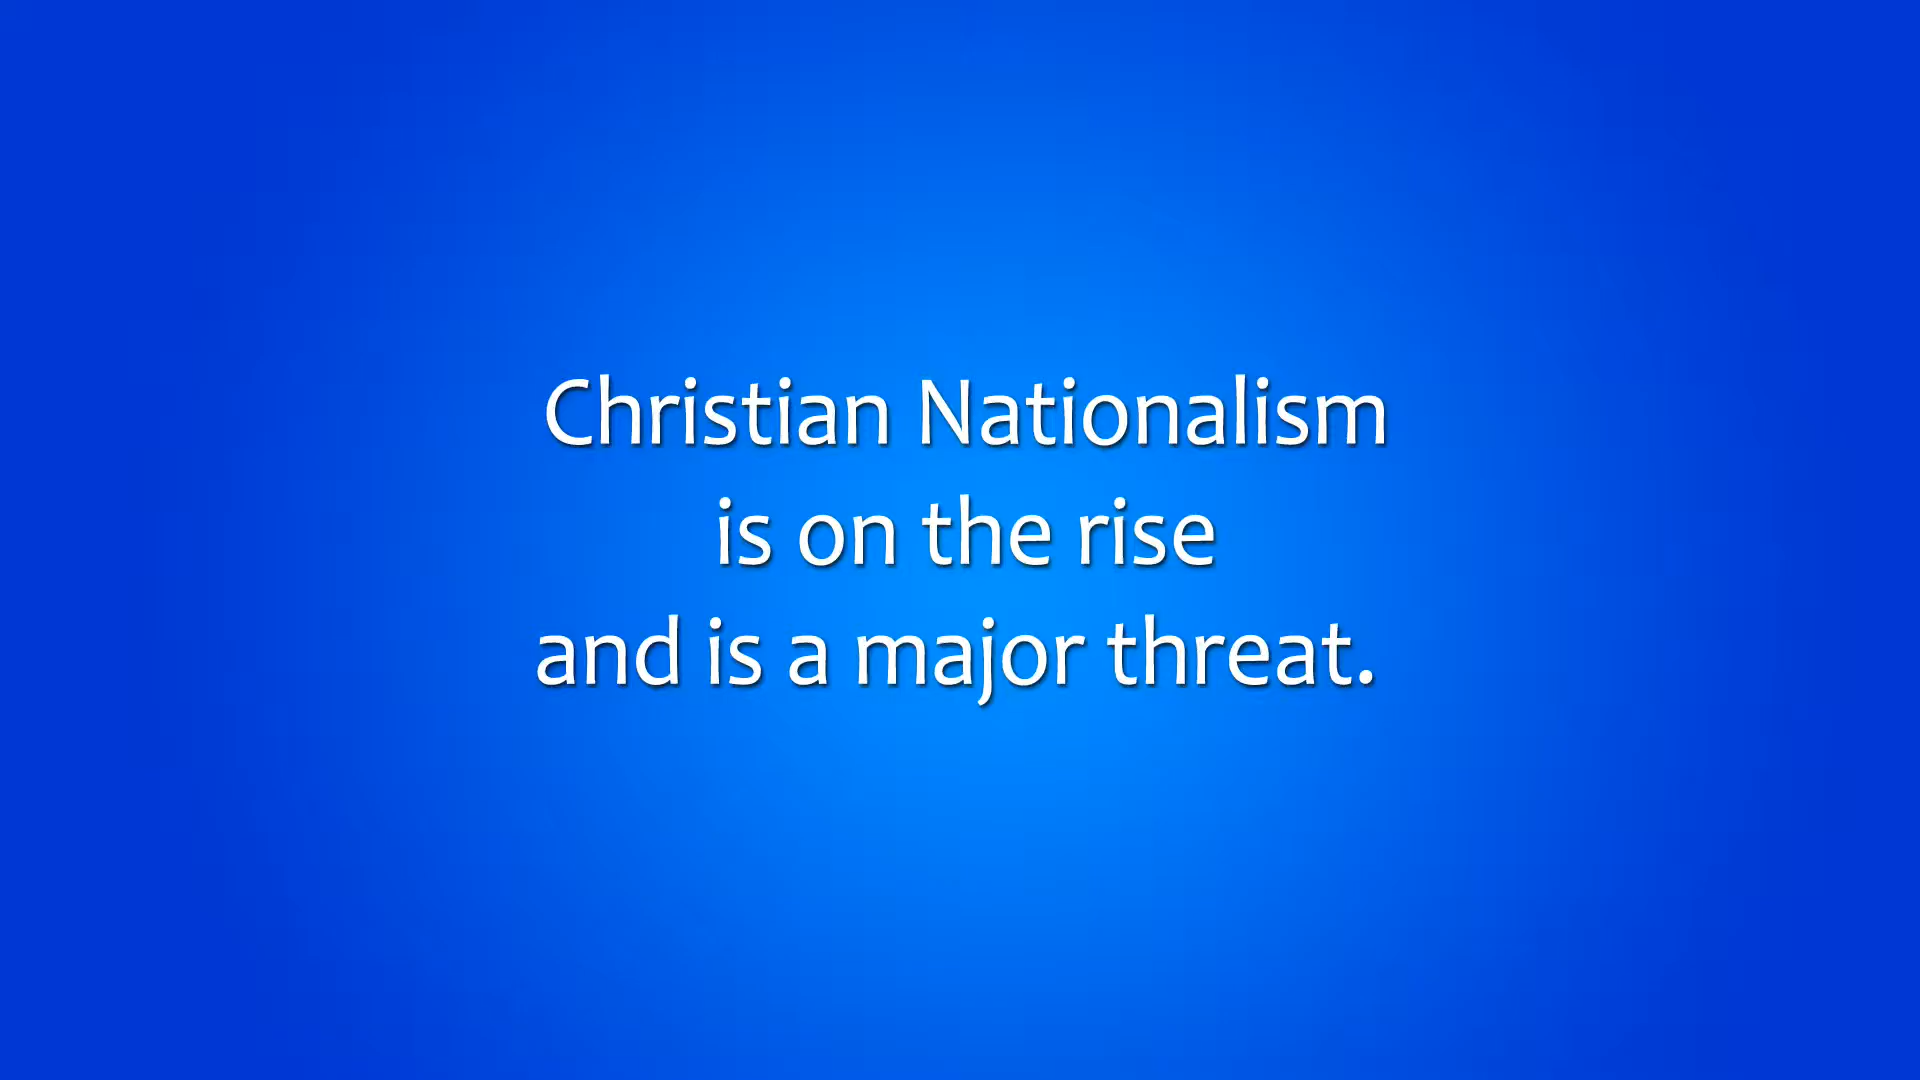 Christian Nationalism
is on the rise
and is a major threat.